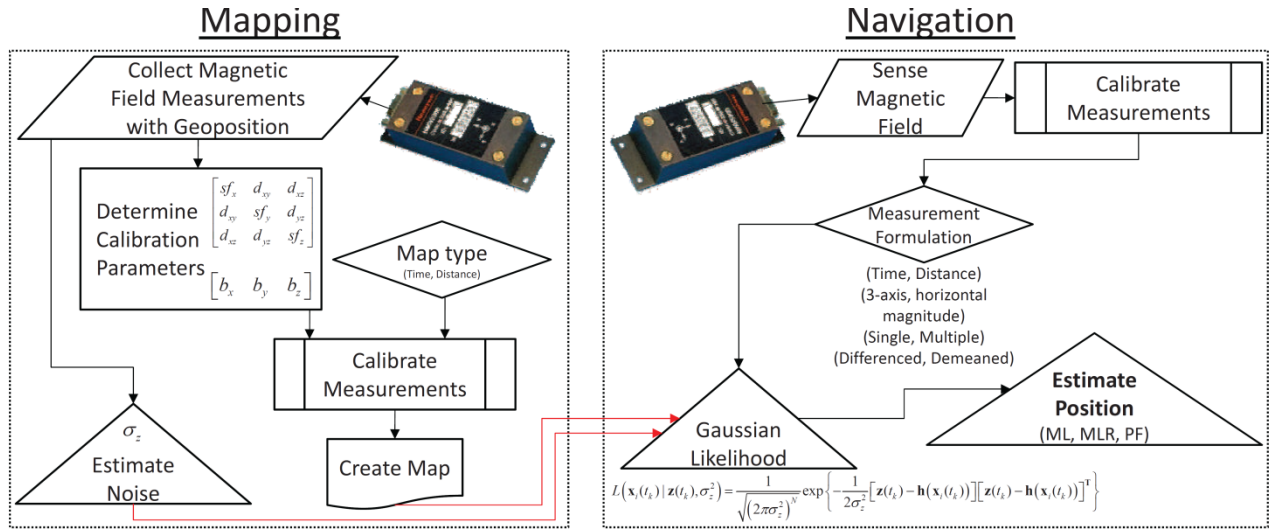 Mapping
Collect Magnetic
Field Measurements
with Geoposition
Determine
Calibration
Parameters
[sf_x d_xy d_xz]
[d_xy sf_y d_yz]
[d_xz d_yz sf_z]
[b_x b_y b_z]
Map type
(Time, Distance)
Calibrate
Measurements
σ_z
Estimate
Noise
Create Map
Navigation
Sense
Magnetic
Field
Calibrate
Measurements
Measurement
Formulation
(Time, Distance)
(3-axis, horizontal
magnitude)
(Single, Multiple)
(Differenced, Demeaned)
Gaussian
Likelihood
Estimate
Position
(ML, MLR, PF)
L(x_i(t_k) | z(t_k), σ_z^2) = 1/√((2πσ_z^2)^N) exp{-1/(2σ_z^2) [z(t_k) - h(x_i(t_k))][z(t_k) - h(x_i(t_k))]^T}